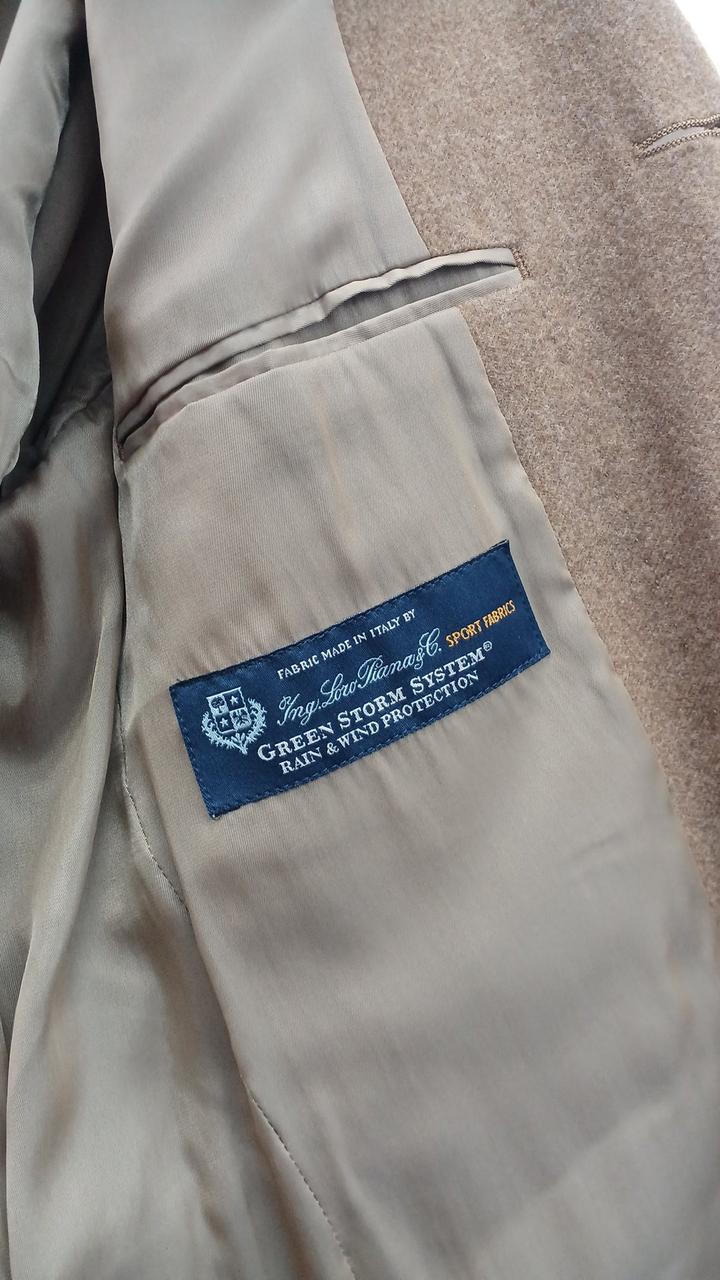 FABRIC MADE IN ITALY BY
Ing. Loro Piana & C. SPORT FABRICS
GREEN STORM SYSTEM®
RAIN & WIND PROTECTION